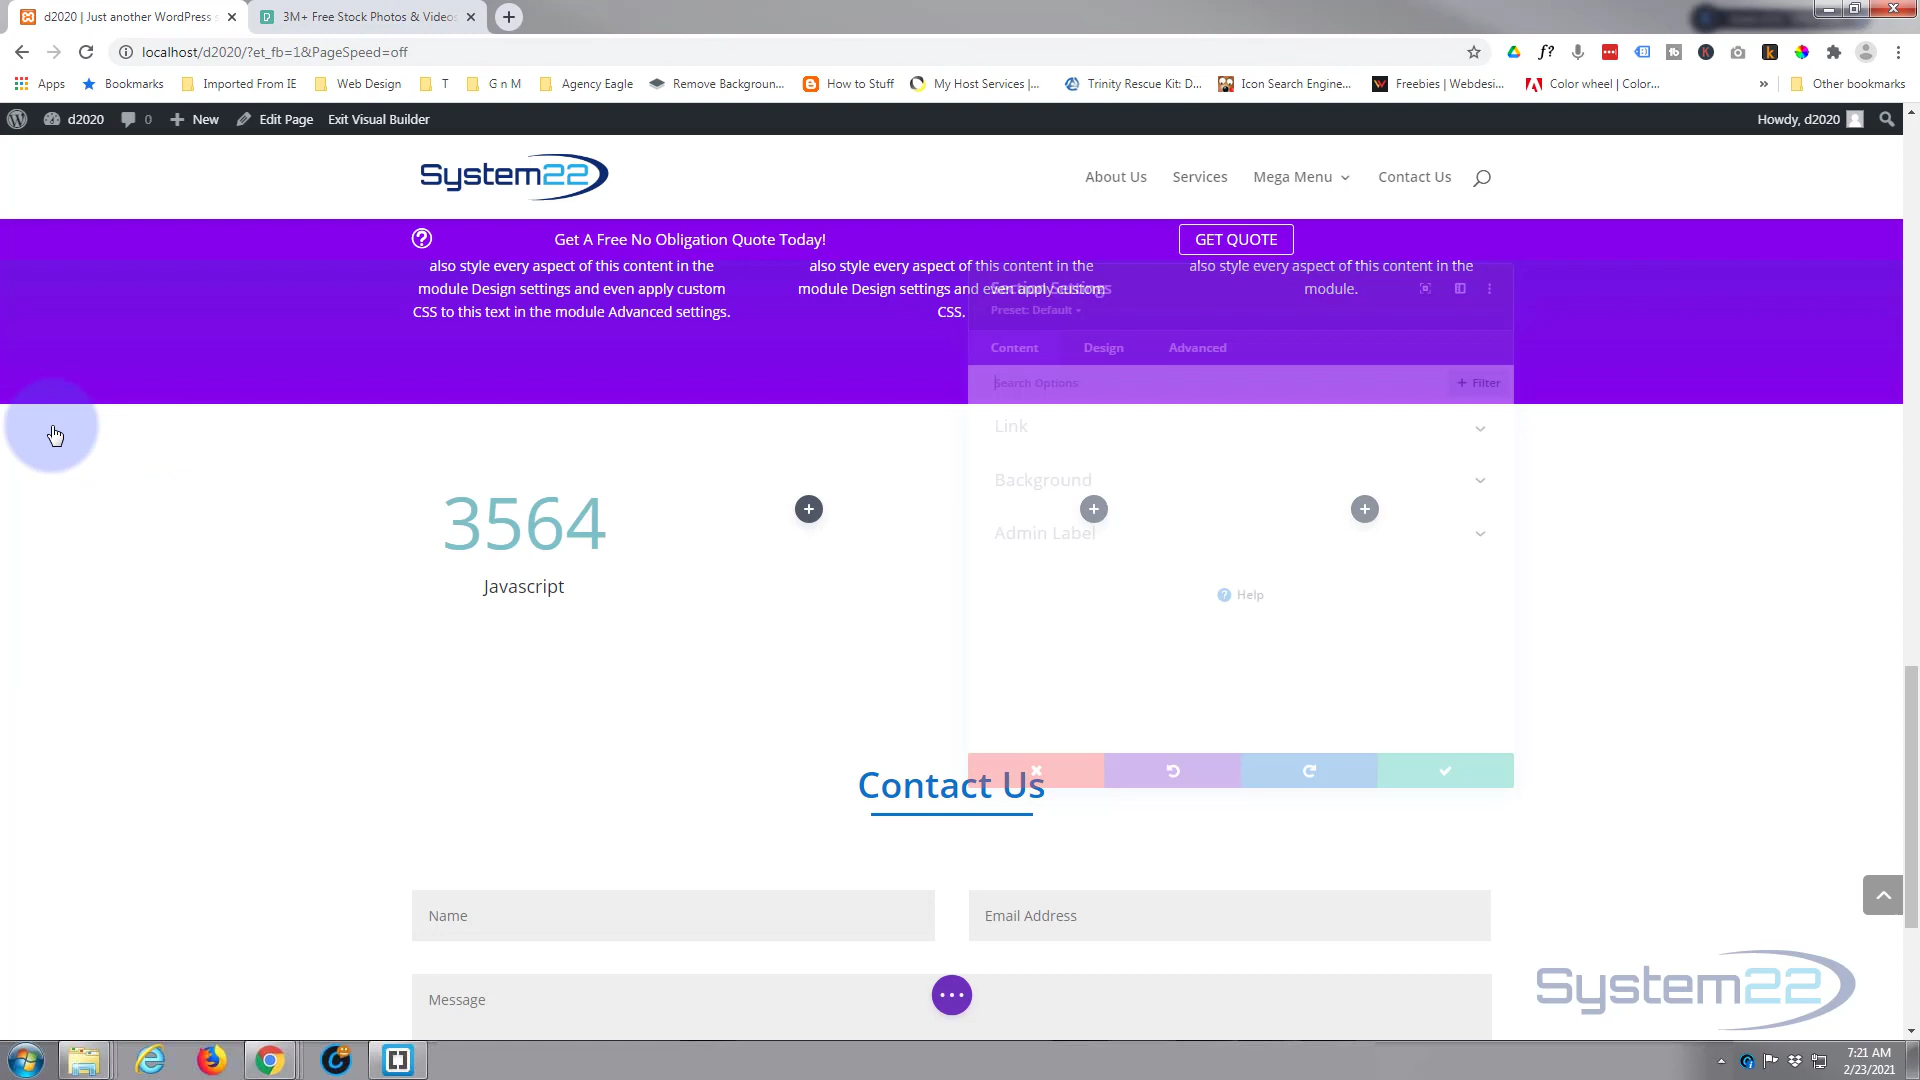 d2020 | Just another WordPress s
3M+ Free Stock Photos & Videos
localhost/d2020/?et_fb=1&PageSpeed=off
Apps
Bookmarks
Imported From IE
Web Design
T
G n M
Agency Eagle
Remove Backgroun...
How to Stuff
My Host Services |...
Trinity Rescue Kit: D...
Icon Search Engine...
Freebies | Webdesi...
Color wheel | Color...
»
Other bookmarks
d2020
0
New
Edit Page
Exit Visual Builder
Howdy, d2020
System22
About Us
Services
Mega Menu
Contact Us
Get A Free No Obligation Quote Today!
GET QUOTE
also style every aspect of this content in the
module Design settings and even apply custom
CSS to this text in the module Advanced settings.
also style every aspect of this content in the
module Design settings and even apply custom
CSS.
also style every aspect of this content in the
module.
Section Settings
Preset: Default
Content
Design
Advanced
Search Options
+ Filter
Link
Background
Admin Label
Help
3564
Javascript
Contact Us
Name
Email Address
Message
System22
7:21 AM
2/23/2021